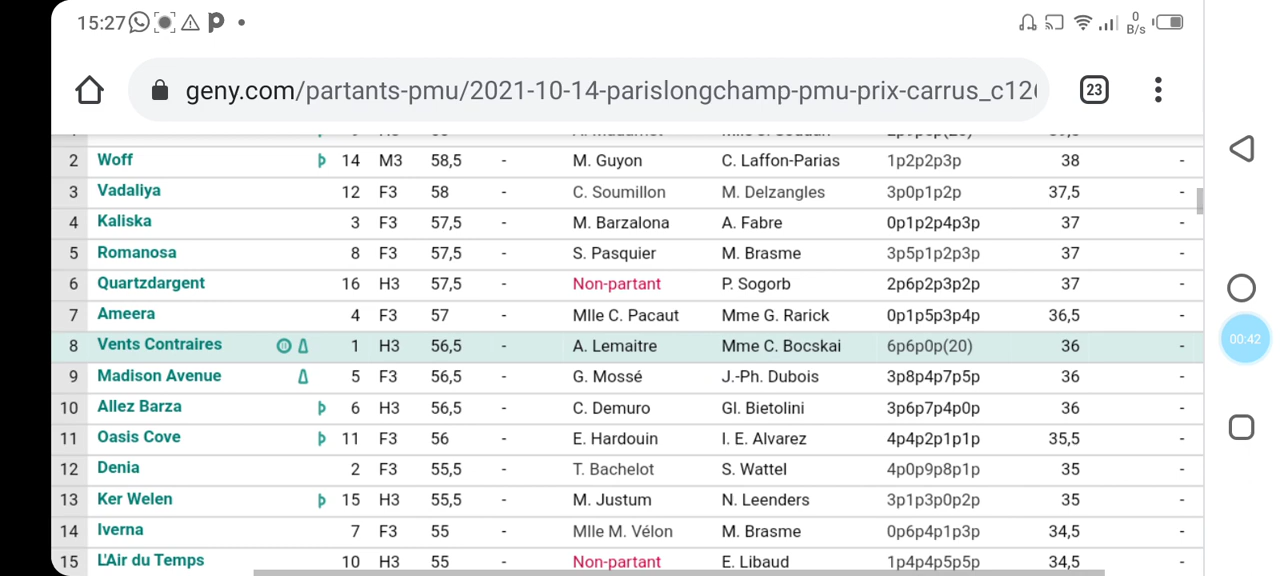 15:27 0 B/s
geny.com/partants-pmu/2021-10-14-parislongchamp-pmu-prix-carrus_c12 23
2 Woff 14 M3 58,5 - M. Guyon C. Laffon-Parias 1p2p2p3p 38 -
3 Vadaliya 12 F3 58 - C. Soumillon M. Delzangles 3p0p1p2p 37,5 -
4 Kaliska 3 F3 57,5 - M. Barzalona A. Fabre 0p1p2p4p3p 37 -
5 Romanosa 8 F3 57,5 - S. Pasquier M. Brasme 3p5p1p2p3p 37 -
6 Quartzdargent 16 H3 57,5 - Non-partant P. Sogorb 2p6p2p3p2p 37 -
7 Ameera 4 F3 57 - Mlle C. Pacaut Mme G. Rarick 0p1p5p3p4p 36,5 -
8 Vents Contraires 1 H3 56,5 - A. Lemaitre Mme C. Bocskai 6p6p0p(20) 36 - 00:42
9 Madison Avenue 5 F3 56,5 - G. Mossé J.-Ph. Dubois 3p8p4p7p5p 36 -
10 Allez Barza 6 H3 56,5 - C. Demuro Gl. Bietolini 3p6p7p4p0p 36 -
11 Oasis Cove 11 F3 56 - E. Hardouin I. E. Alvarez 4p4p2p1p1p 35,5 -
12 Denia 2 F3 55,5 - T. Bachelot S. Wattel 4p0p9p8p1p 35 -
13 Ker Welen 15 H3 55,5 - M. Justum N. Leenders 3p1p3p0p2p 35 -
14 Iverna 7 F3 55 - Mlle M. Vélon M. Brasme 0p6p4p1p3p 34,5 -
15 L'Air du Temps 10 H3 55 - Non-partant E. Libaud 1p4p4p5p5p 34,5 -